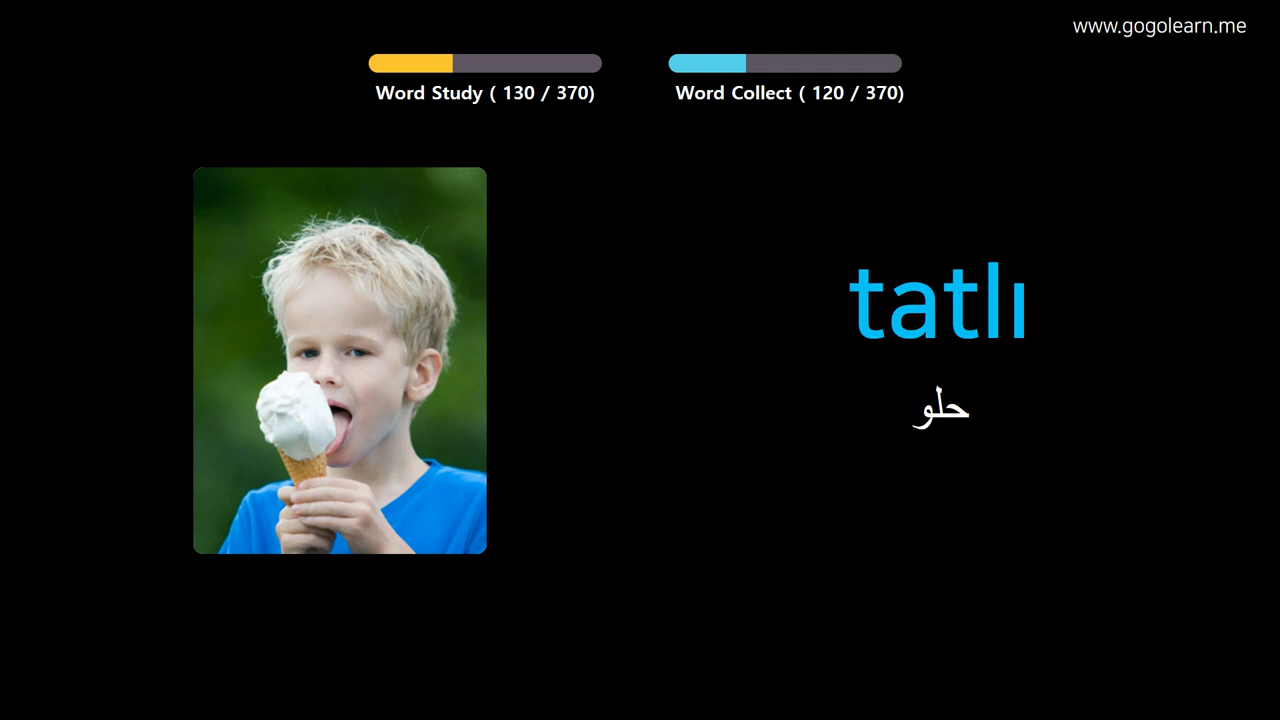 www.gogolearn.me
Word Study ( 130 / 370)
Word Collect ( 120 / 370)
tatlı
حلو